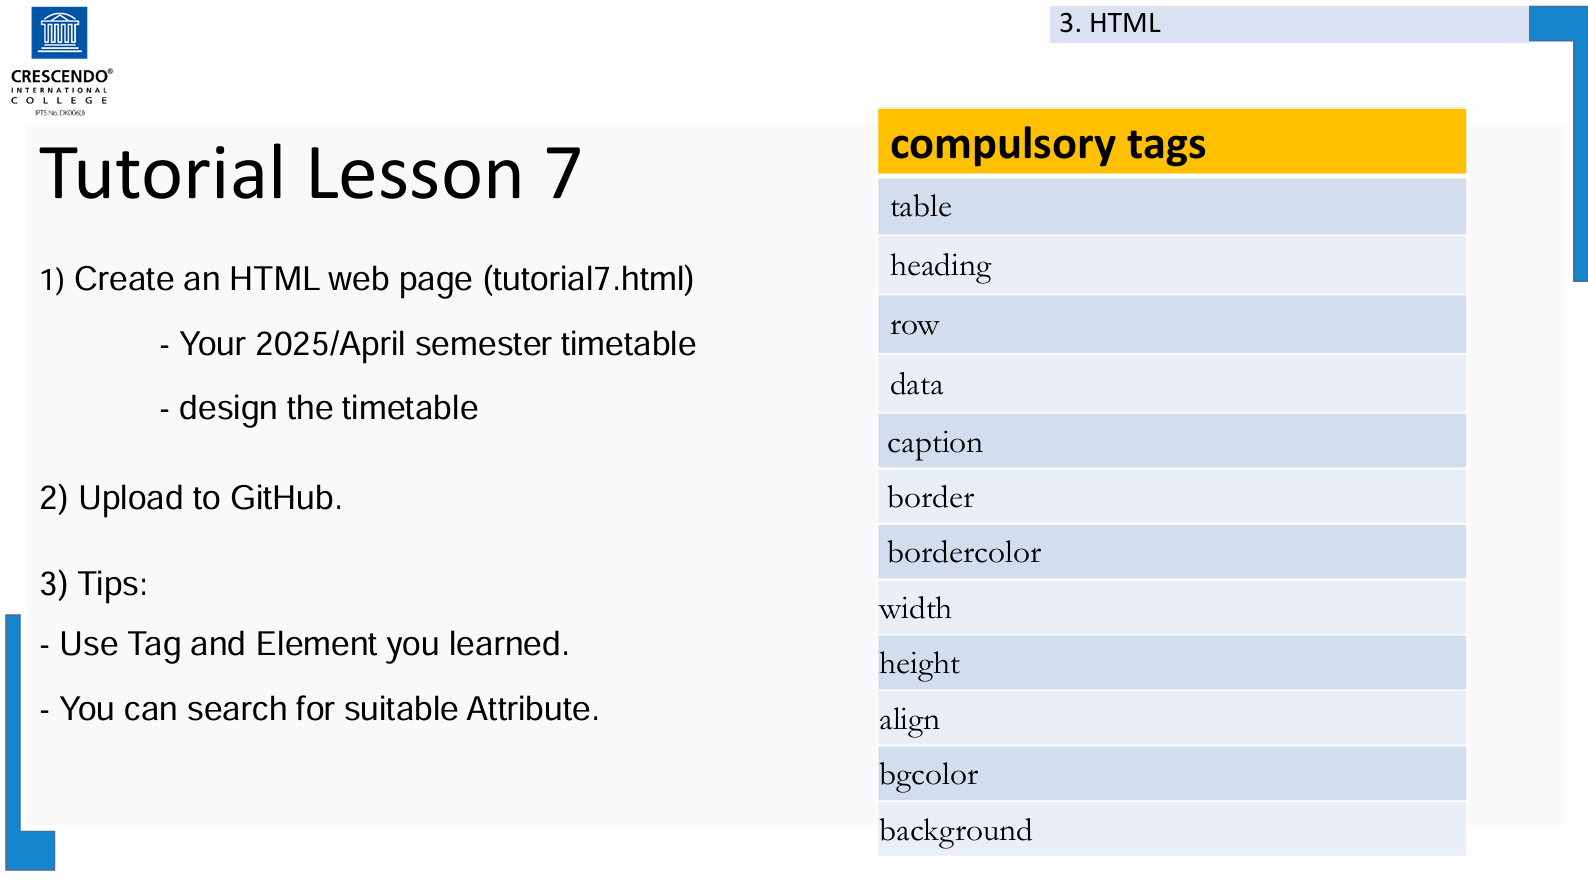 CRESCENDO®
INTERNATIONAL
COLLEGE
IPTS No. DK006(J)
3. HTML
Tutorial Lesson 7
1) Create an HTML web page (tutorial7.html)
- Your 2025/April semester timetable
- design the timetable
2) Upload to GitHub.
3) Tips:
- Use Tag and Element you learned.
- You can search for suitable Attribute.
compulsory tags
table
heading
row
data
caption
border
bordercolor
width
height
align
bgcolor
background